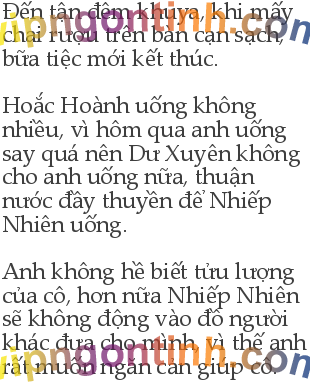 Đến tận đêm khuya, khi mấy
chai rượu trên bàn cạn sạch,
bữa tiệc mới kết thúc.
Hoắc Hoành uống không
nhiều, vì hôm qua anh uống
say quá nên Dư Xuyên không
cho anh uống nữa, thuận
nước đẩy thuyền để Nhiếp
Nhiên uống.
Anh không hề biết tửu lượng
của cô, hơn nữa Nhiếp Nhiên
sẽ không động vào đồ người
khác đưa cho mình, vì thế anh
rất muốn ngăn cản giúp cô.
vipngontinh.com
vipngontinh.com